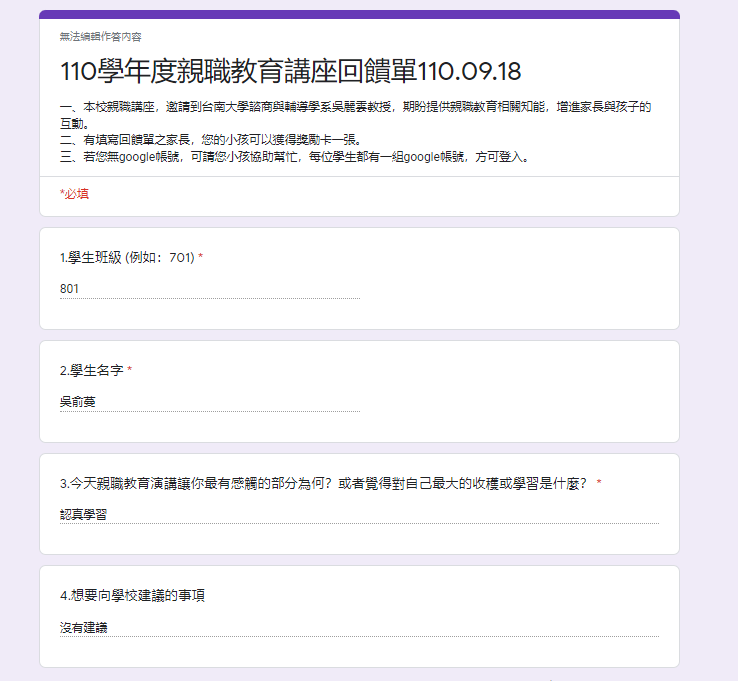 無法編輯作答內容
110學年度親職教育講座回饋單110.09.18
一、本校親職講座，邀請到台南大學諮商與輔導學系吳麗雲教授，期盼提供親職教育相關知能，增進家長與孩子的
互動。
二、有填寫回饋單之家長，您的小孩可以獲得獎勵卡一張。
三、若您無google帳號，可請您小孩協助幫忙，每位學生都有一組google帳號，方可登入。
*必填
1.學生班級 (例如：701) *
801
2.學生名字 *
吳俞蓁
3.今天親職教育演講讓你最有感觸的部分為何？或者覺得對自己最大的收穫或學習是什麼？ *
認真學習
4.想要向學校建議的事項
沒有建議